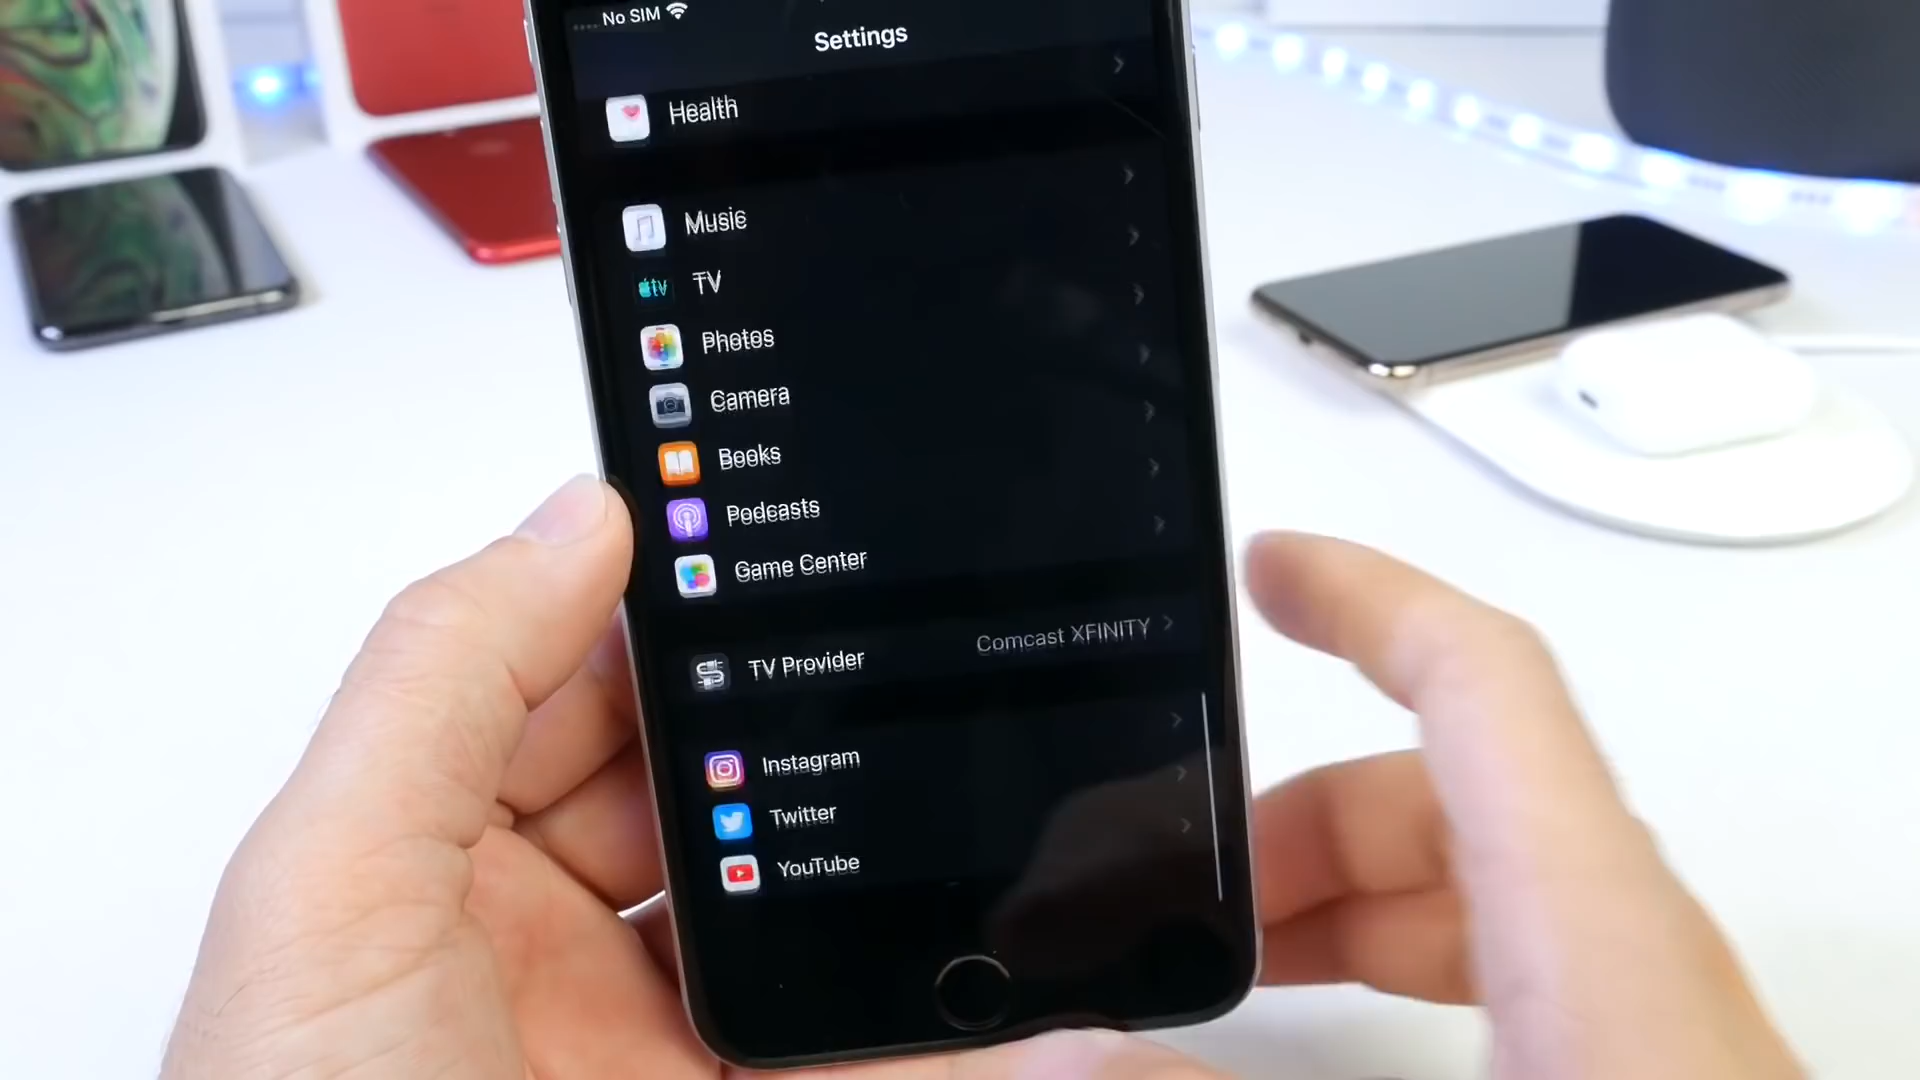 No SIM
Settings
Health
Music
tv TV
Photos
Camera
Books
Podcasts
Game Center
TV Provider Comcast XFINITY
Instagram
Twitter
YouTube